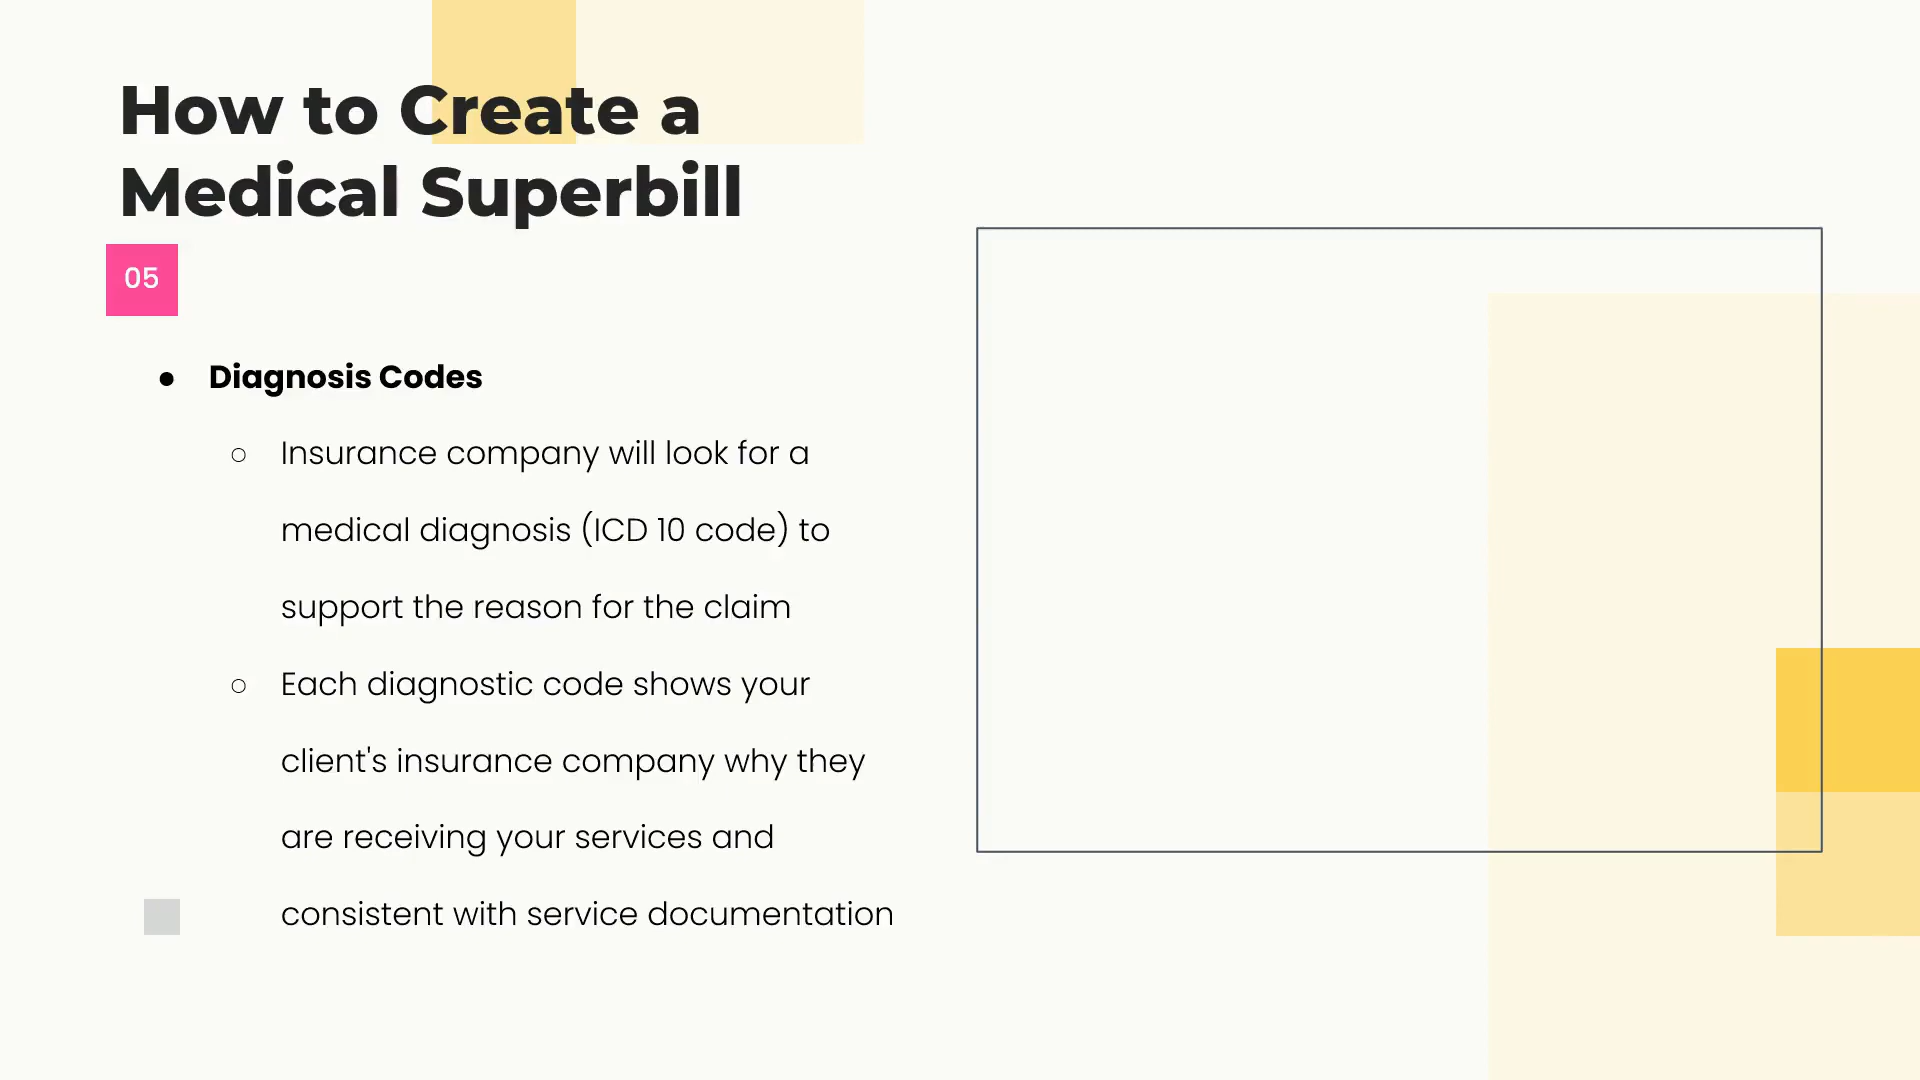 How to Create a
Medical Superbill
05
● Diagnosis Codes
○ Insurance company will look for a
medical diagnosis (ICD 10 code) to
support the reason for the claim
○ Each diagnostic code shows your
client's insurance company why they
are receiving your services and
consistent with service documentation